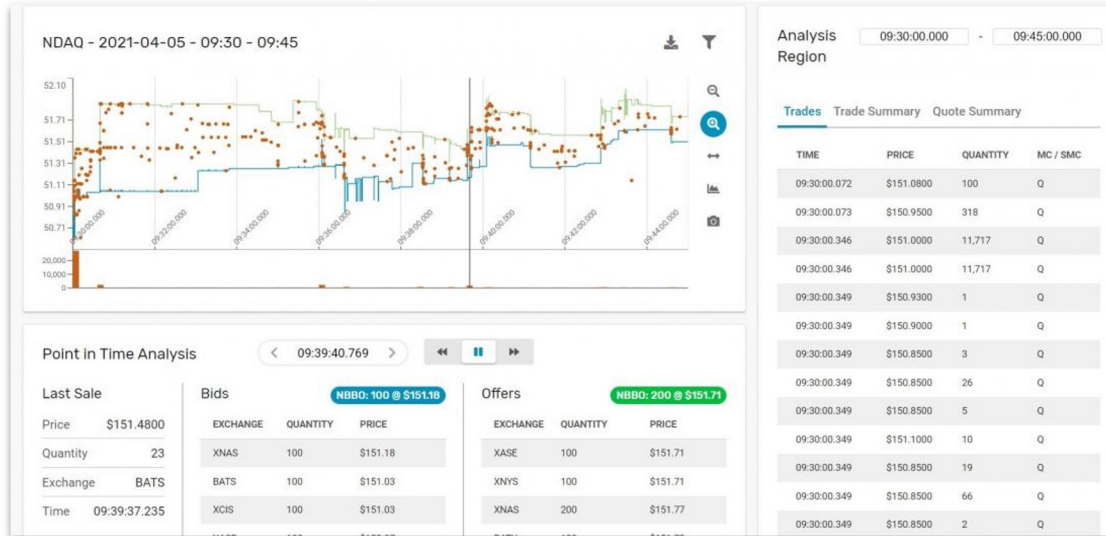 NDAQ - 2021-04-05 - 09:30 - 09:45
52.10
51.71
51.51
51.31
51.11
50.91
50.71
09:30:00.000
09:32:00.000
09:34:00.000
09:36:00.000
09:38:00.000
09:40:00.000
09:42:00.000
09:44:00.000
20,000
10,000
0
Point in Time Analysis
09:39:40.769
Last Sale
Price $151.4800
Quantity 23
Exchange BATS
Time 09:39:37.235
Bids NBBO: 100 @ $151.18
EXCHANGE QUANTITY PRICE
XNAS 100 $151.18
BATS 100 $151.03
XCIS 100 $151.03
Offers NBBO: 200 @ $151.71
EXCHANGE QUANTITY PRICE
XASE 100 $151.71
XNYS 100 $151.71
XNAS 200 $151.77
Analysis Region 09:30:00.000 - 09:45:00.000
Trades Trade Summary Quote Summary
TIME PRICE QUANTITY MC / SMC
09:30:00.072 $151.0800 100 Q
09:30:00.073 $150.9500 318 Q
09:30:00.346 $151.0000 11,717 Q
09:30:00.346 $151.0000 11,717 Q
09:30:00.349 $150.9300 1 Q
09:30:00.349 $150.9000 1 Q
09:30:00.349 $150.8500 3 Q
09:30:00.349 $150.8500 26 Q
09:30:00.349 $150.8500 5 Q
09:30:00.349 $151.1000 10 Q
09:30:00.349 $150.8500 19 Q
09:30:00.349 $150.8500 66 Q
09:30:00.349 $150.8500 2 Q